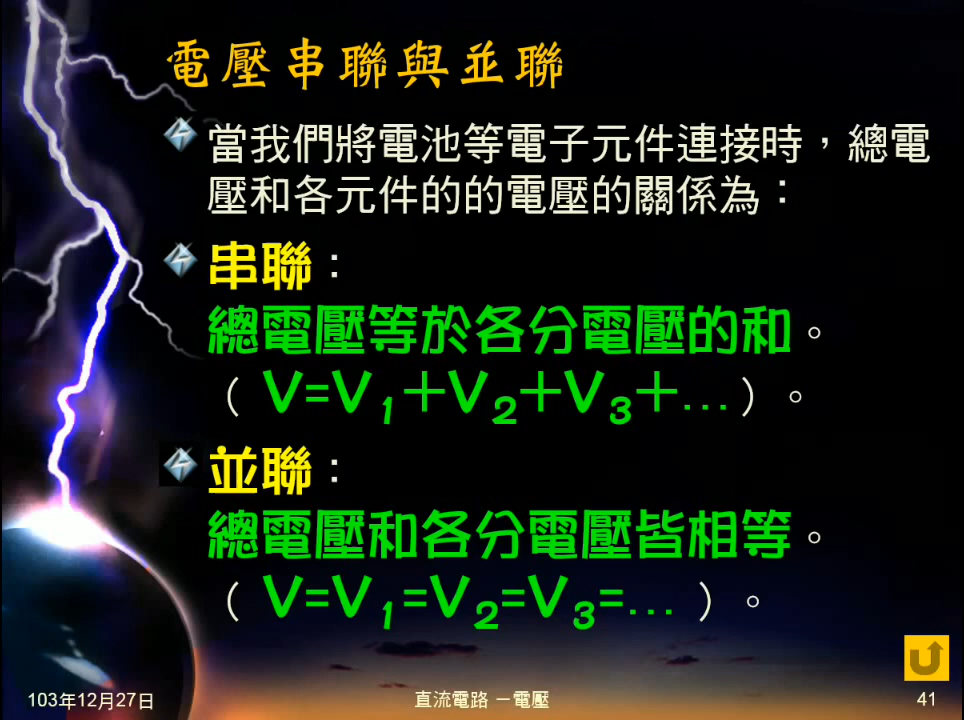 電壓串聯與並聯
當我們將電池等電子元件連接時，總電
壓和各元件的的電壓的關係為：
串聯：
總電壓等於各分電壓的和。
（ V=V₁＋V₂＋V₃＋…）。
並聯：
總電壓和各分電壓皆相等。
（ V=V₁=V₂=V₃=… ）。
103年12月27日
直流電路 －電壓
41